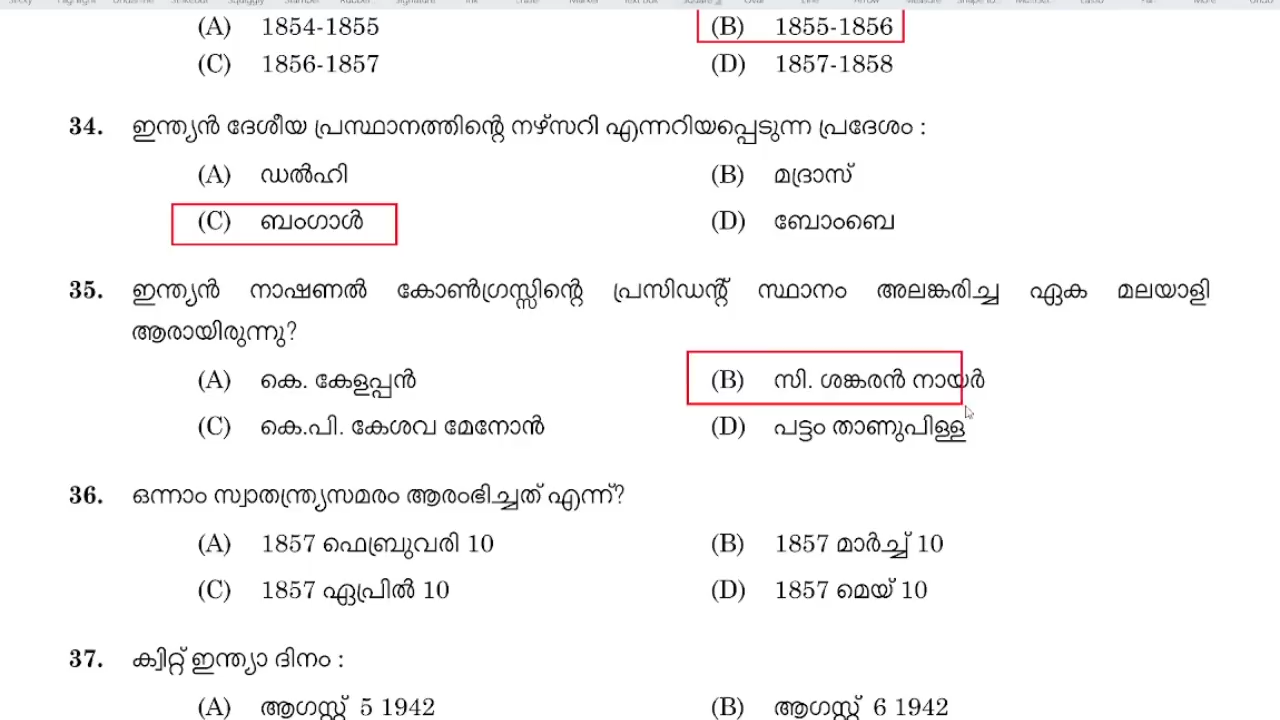 (A) 1854-1855 (B) 1855-1856
(C) 1856-1857 (D) 1857-1858
34. ഇന്ത്യൻ ദേശീയ പ്രസ്ഥാനത്തിന്റെ നഴ്സറി എന്നറിയപ്പെടുന്ന പ്രദേശം :
(A) ഡൽഹി (B) മദ്രാസ്
(C) ബംഗാൾ (D) ബോംബെ
35. ഇന്ത്യൻ നാഷണൽ കോൺഗ്രസ്സിന്റെ പ്രസിഡന്റ് സ്ഥാനം അലങ്കരിച്ച ഏക മലയാളി
ആരായിരുന്നു?
(A) കെ. കേളപ്പൻ (B) സി. ശങ്കരൻ നായർ
(C) കെ.പി. കേശവ മേനോൻ (D) പട്ടം താണുപിള്ള
36. ഒന്നാം സ്വാതന്ത്ര്യസമരം ആരംഭിച്ചത് എന്ന്?
(A) 1857 ഫെബ്രുവരി 10 (B) 1857 മാർച്ച് 10
(C) 1857 ഏപ്രിൽ 10 (D) 1857 മെയ് 10
37. ക്വിറ്റ് ഇന്ത്യാ ദിനം :
(A) ആഗസ്റ്റ് 5 1942 (B) ആഗസ്റ്റ് 6 1942